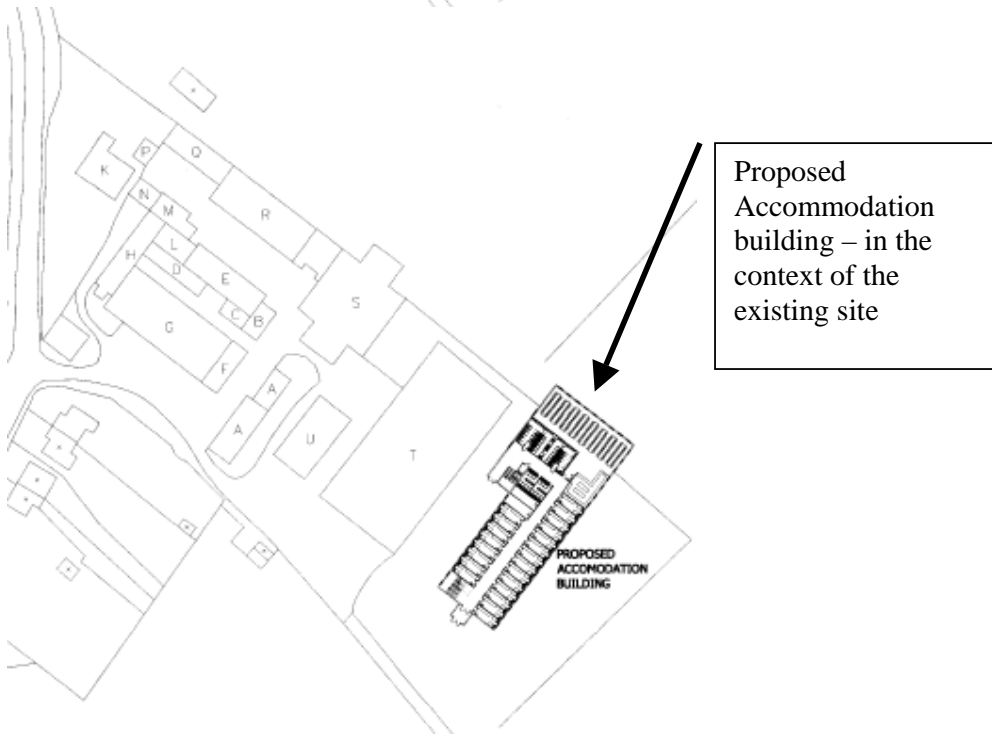 Proposed
Accommodation
building – in the
context of the
existing site
P
Q
K
N
M
R
L
H
D
E
S
C
B
G
F
A
A
U
T
PROPOSED
ACCOMODATION
BUILDING